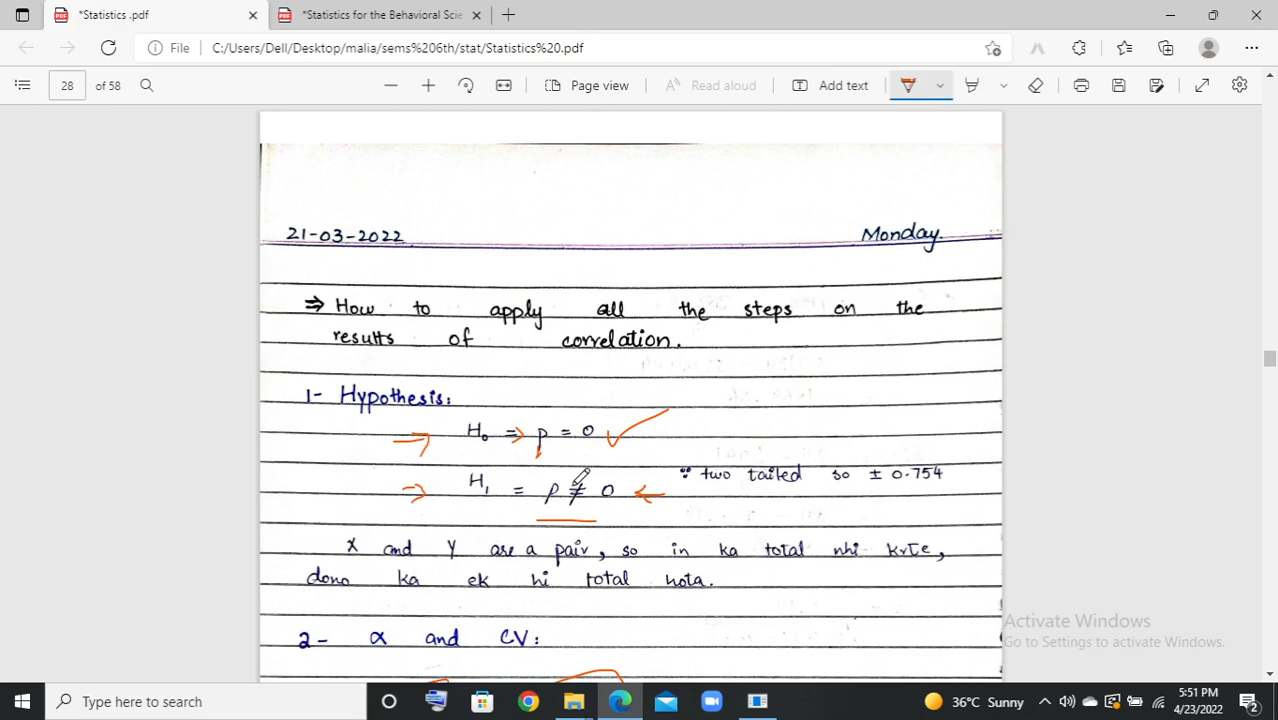 *Statistics .pdf
*Statistics for the Behavioral Scie
File C:/Users/Dell/Desktop/malia/sems%206th/stat/Statistics%20.pdf
28 of 58 Page view Read aloud Add text
21-03-2022 Monday.
⇒ How to apply all the steps on the
results of correlation.
1- Hypothesis:
H₀ = p = 0
H₁ = p ≠ 0 ∵ two tailed so ± 0.754
X and Y are a pair, so in ka total nhi krte,
dono ka ek hi total hota.
2- α and CV:
Activate Windows
Go to Settings to activate Windows.
Type here to search
36°C Sunny
5:51 PM
4/23/2022
2